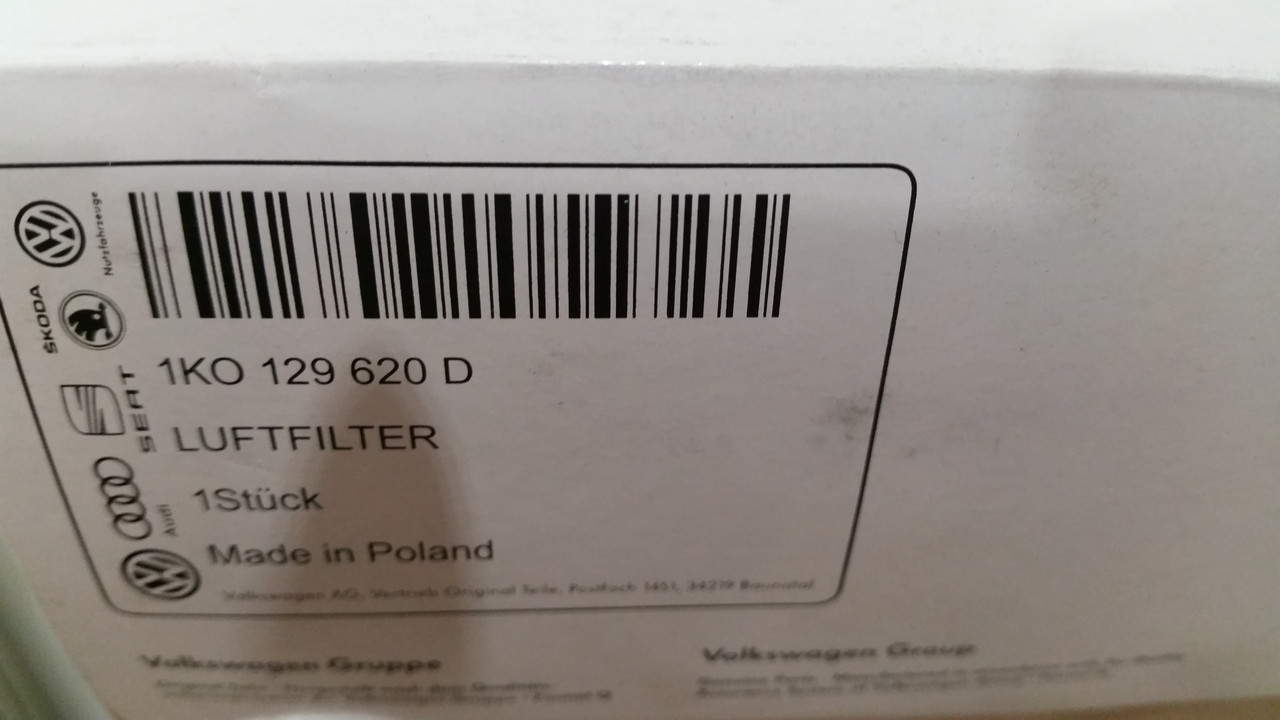 Nutzfahrzeuge
ŠKODA
SEAT
Audi
1KO 129 620 D
LUFTFILTER
1Stück
Made in Poland
Volkswagen AG, Vertrieb Original Teile, Postfach 1451, 34219 Baunatal
Volkswagen Gruppe
Volkswagen Group